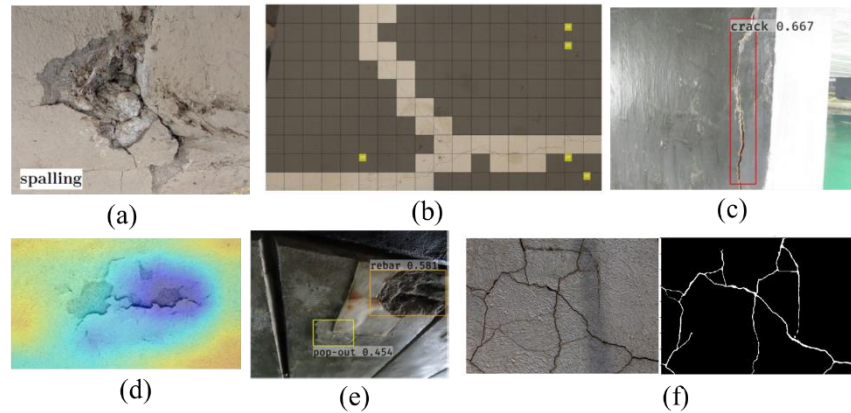 spalling
crack 0.667
(a)
(b)
(c)
rebar 0.581
pop-out 0.454
(d)
(e)
(f)